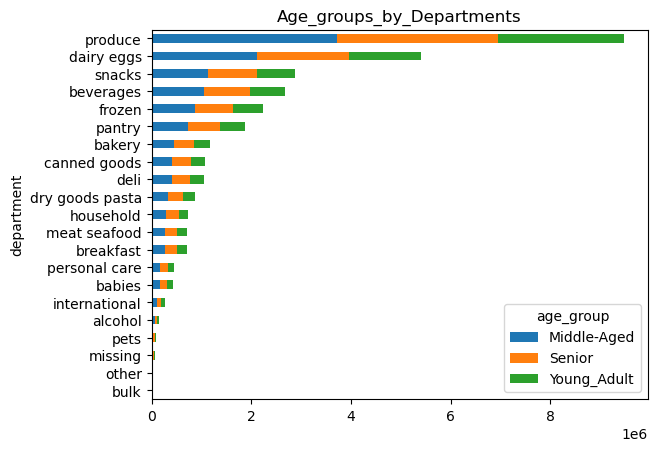 Age_groups_by_Departments
department
produce
dairy eggs
snacks
beverages
frozen
pantry
bakery
canned goods
deli
dry goods pasta
household
meat seafood
breakfast
personal care
babies
international
alcohol
pets
missing
other
bulk
age_group
Middle-Aged
Senior
Young_Adult
0 2 4 6 8
1e6